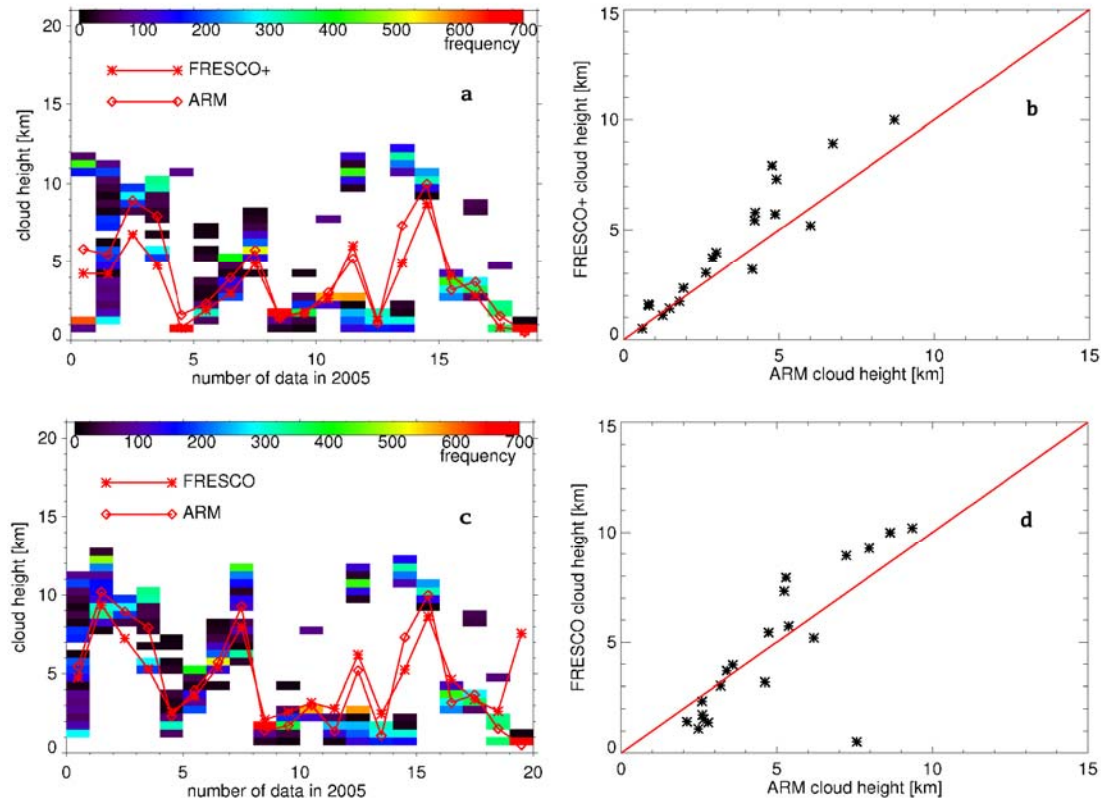 0 100 200 300 400 500 600 700
frequency
FRESCO+
ARM
a
20
15
10
5
0
cloud height [km]
0 5 10 15
number of data in 2005
15
10
5
0
FRESCO+ cloud height [km]
b
0 5 10 15
ARM cloud height [km]
0 100 200 300 400 500 600 700
frequency
FRESCO
ARM
c
20
15
10
5
0
cloud height [km]
0 5 10 15 20
number of data in 2005
15
10
5
0
FRESCO cloud height [km]
d
0 5 10 15
ARM cloud height [km]